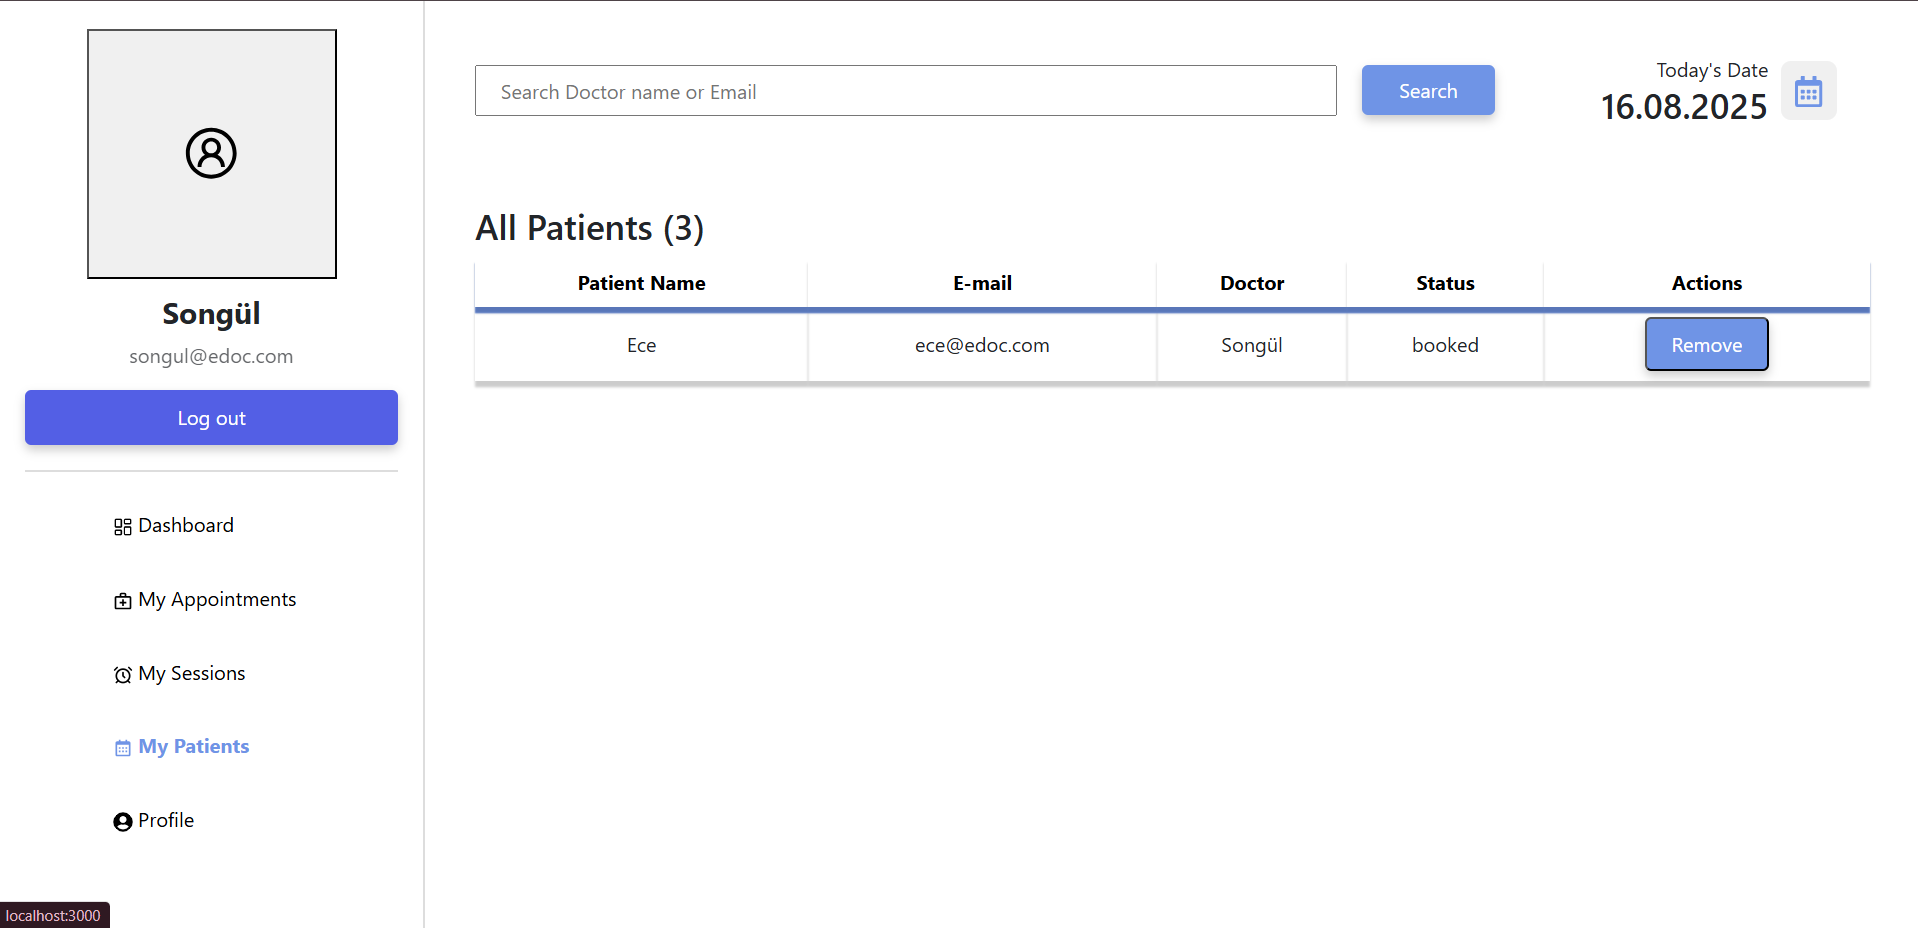 Songül
songul@edoc.com
Log out
Dashboard
My Appointments
My Sessions
My Patients
Profile
localhost:3000
Search Doctor name or Email
Search
Today's Date
16.08.2025
All Patients (3)
Patient Name E-mail Doctor Status Actions
Ece ece@edoc.com Songül booked Remove